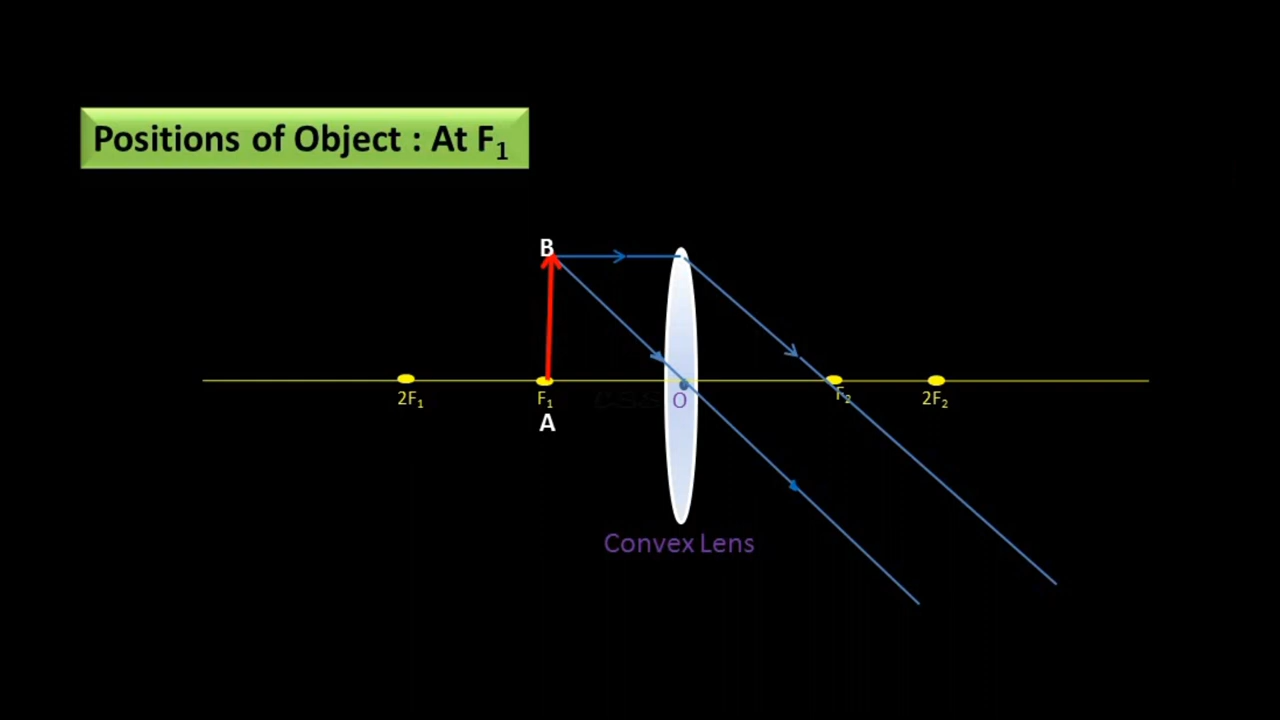 Positions of Object : At F₁
B
2F₁ F₁ O F₂ 2F₂
A
Convex Lens